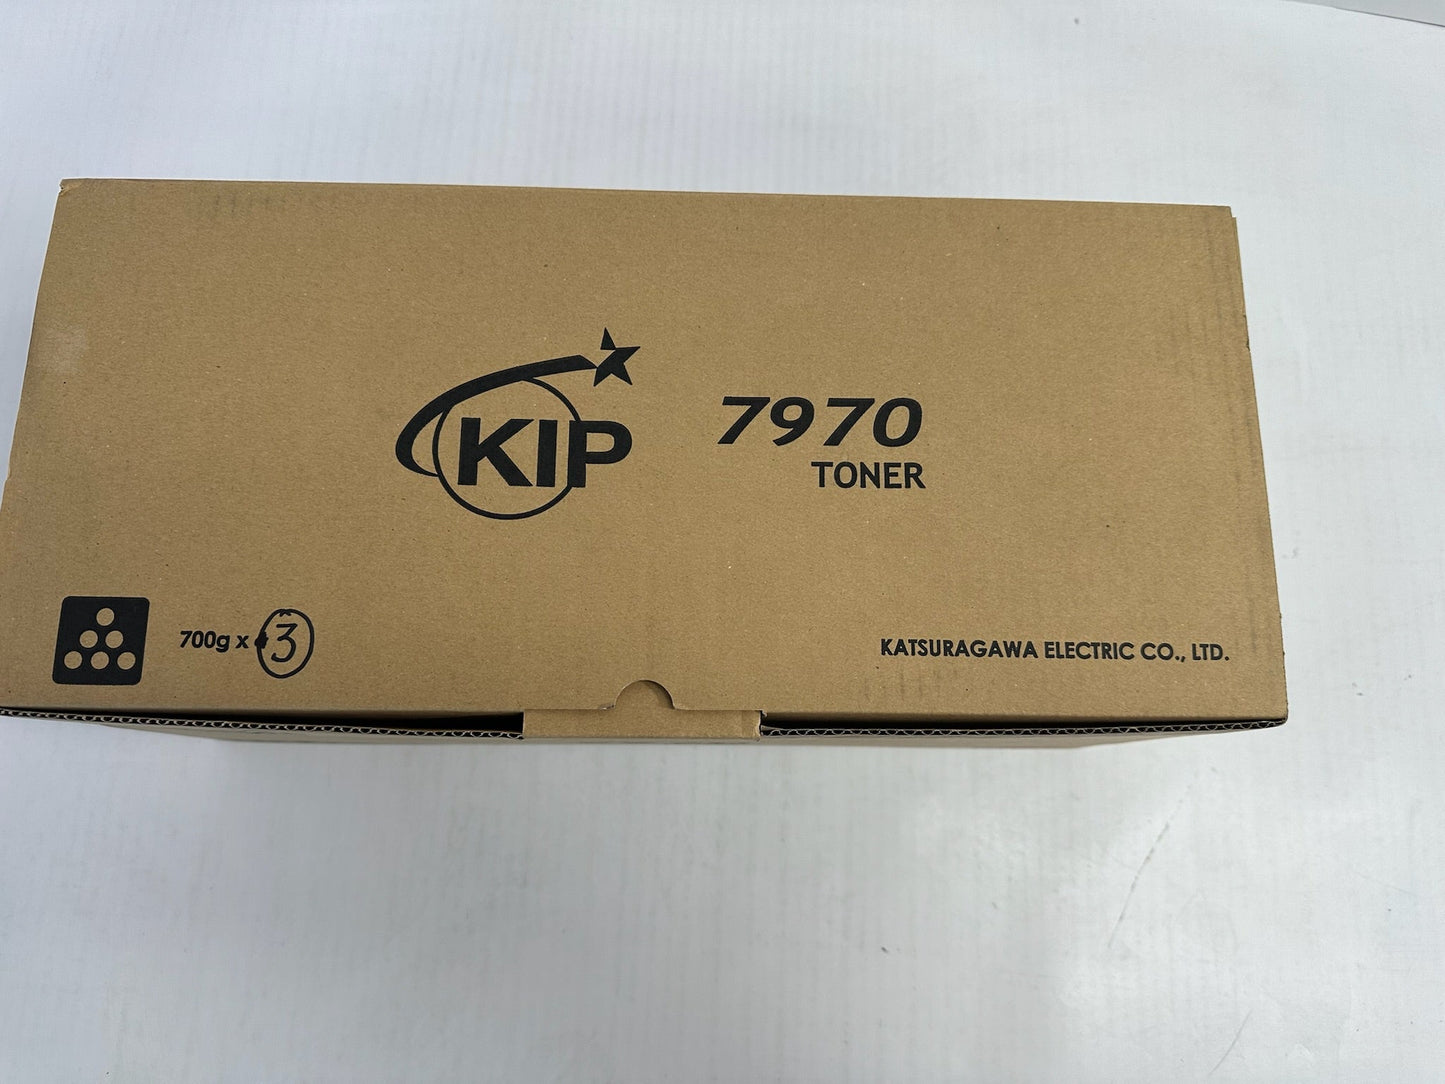 KIP
7970
TONER
700g x 3
KATSURAGAWA ELECTRIC CO., LTD.